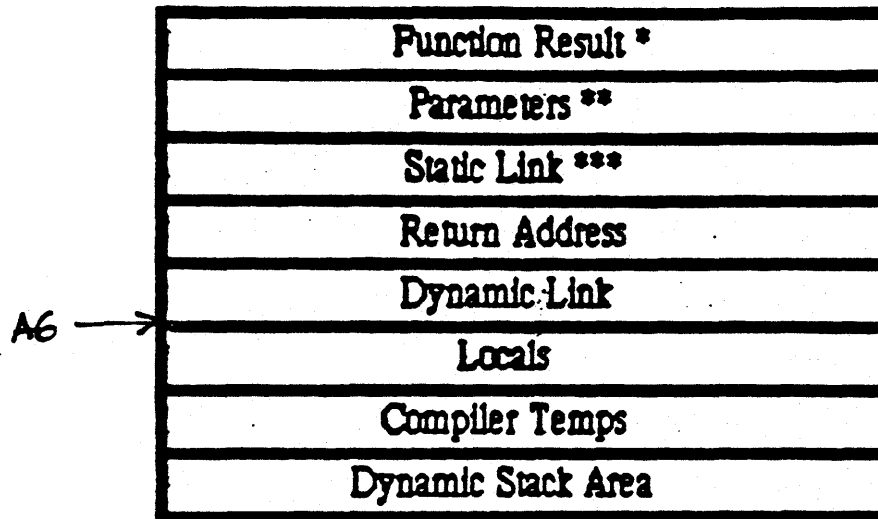 Function Result *
Parameters **
Static Link ***
Return Address
Dynamic Link
A6
Locals
Compiler Temps
Dynamic Stack Area